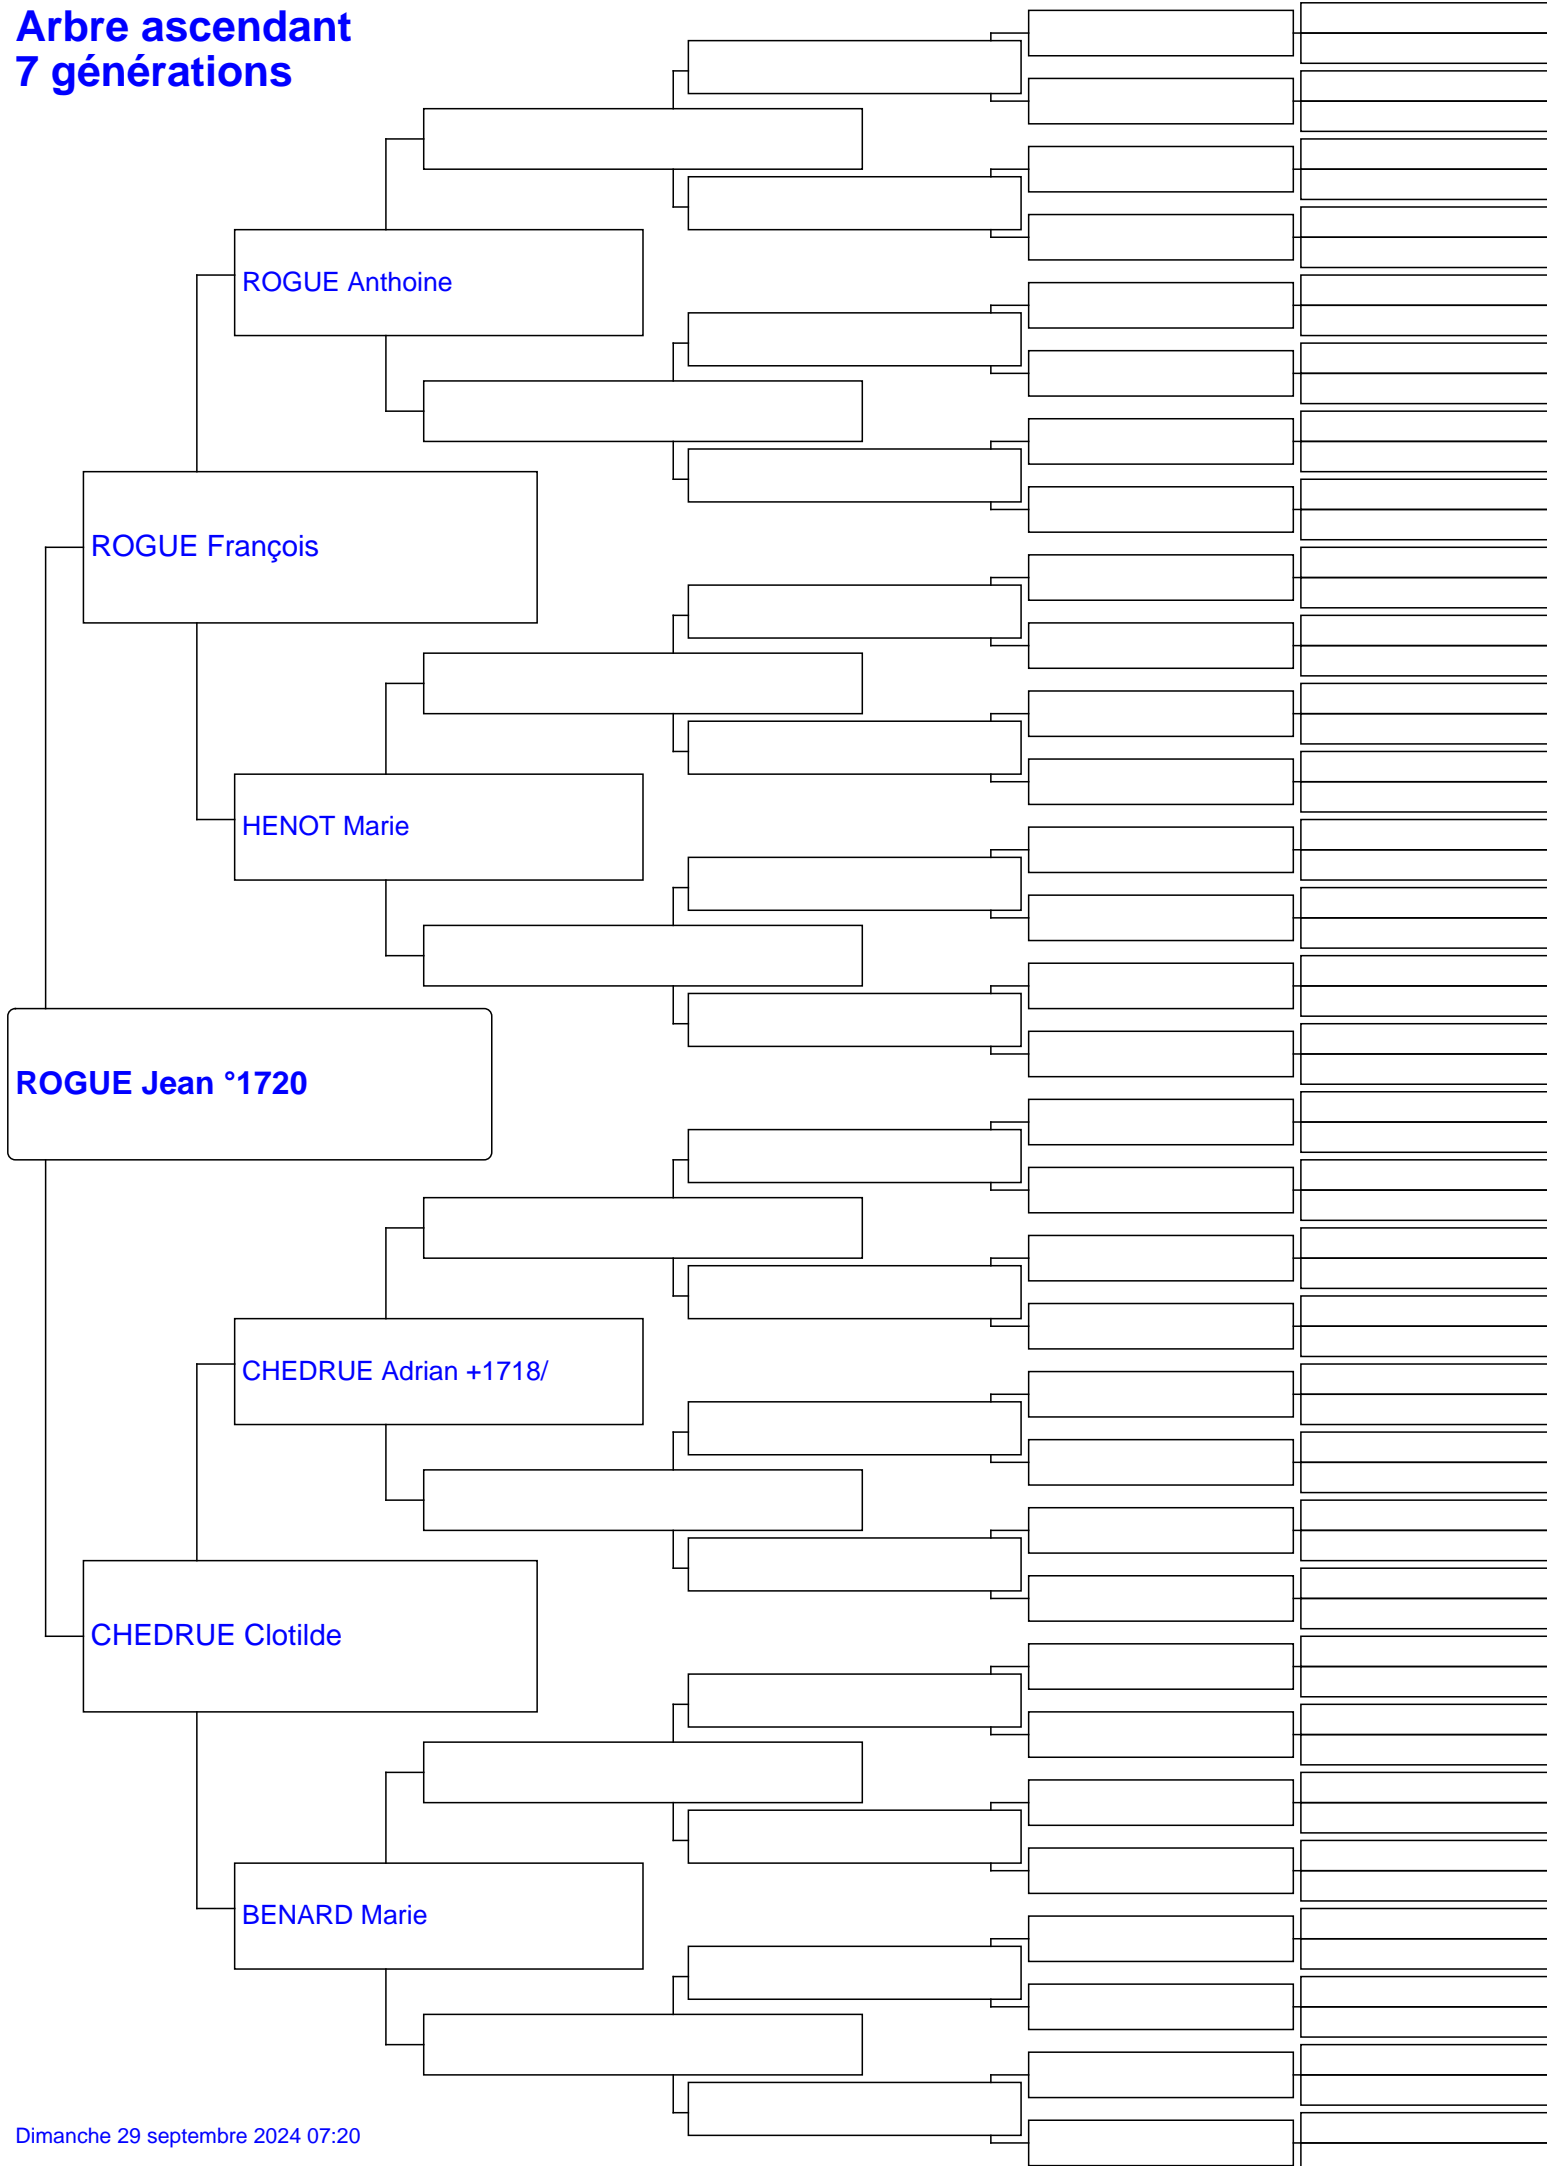 Arbre ascendant
7 générations
ROGUE Anthoine
ROGUE François
HENOT Marie
ROGUE Jean °1720
CHEDRUE Adrian +1718/
CHEDRUE Clotilde
BENARD Marie
Dimanche 29 septembre 2024 07:20